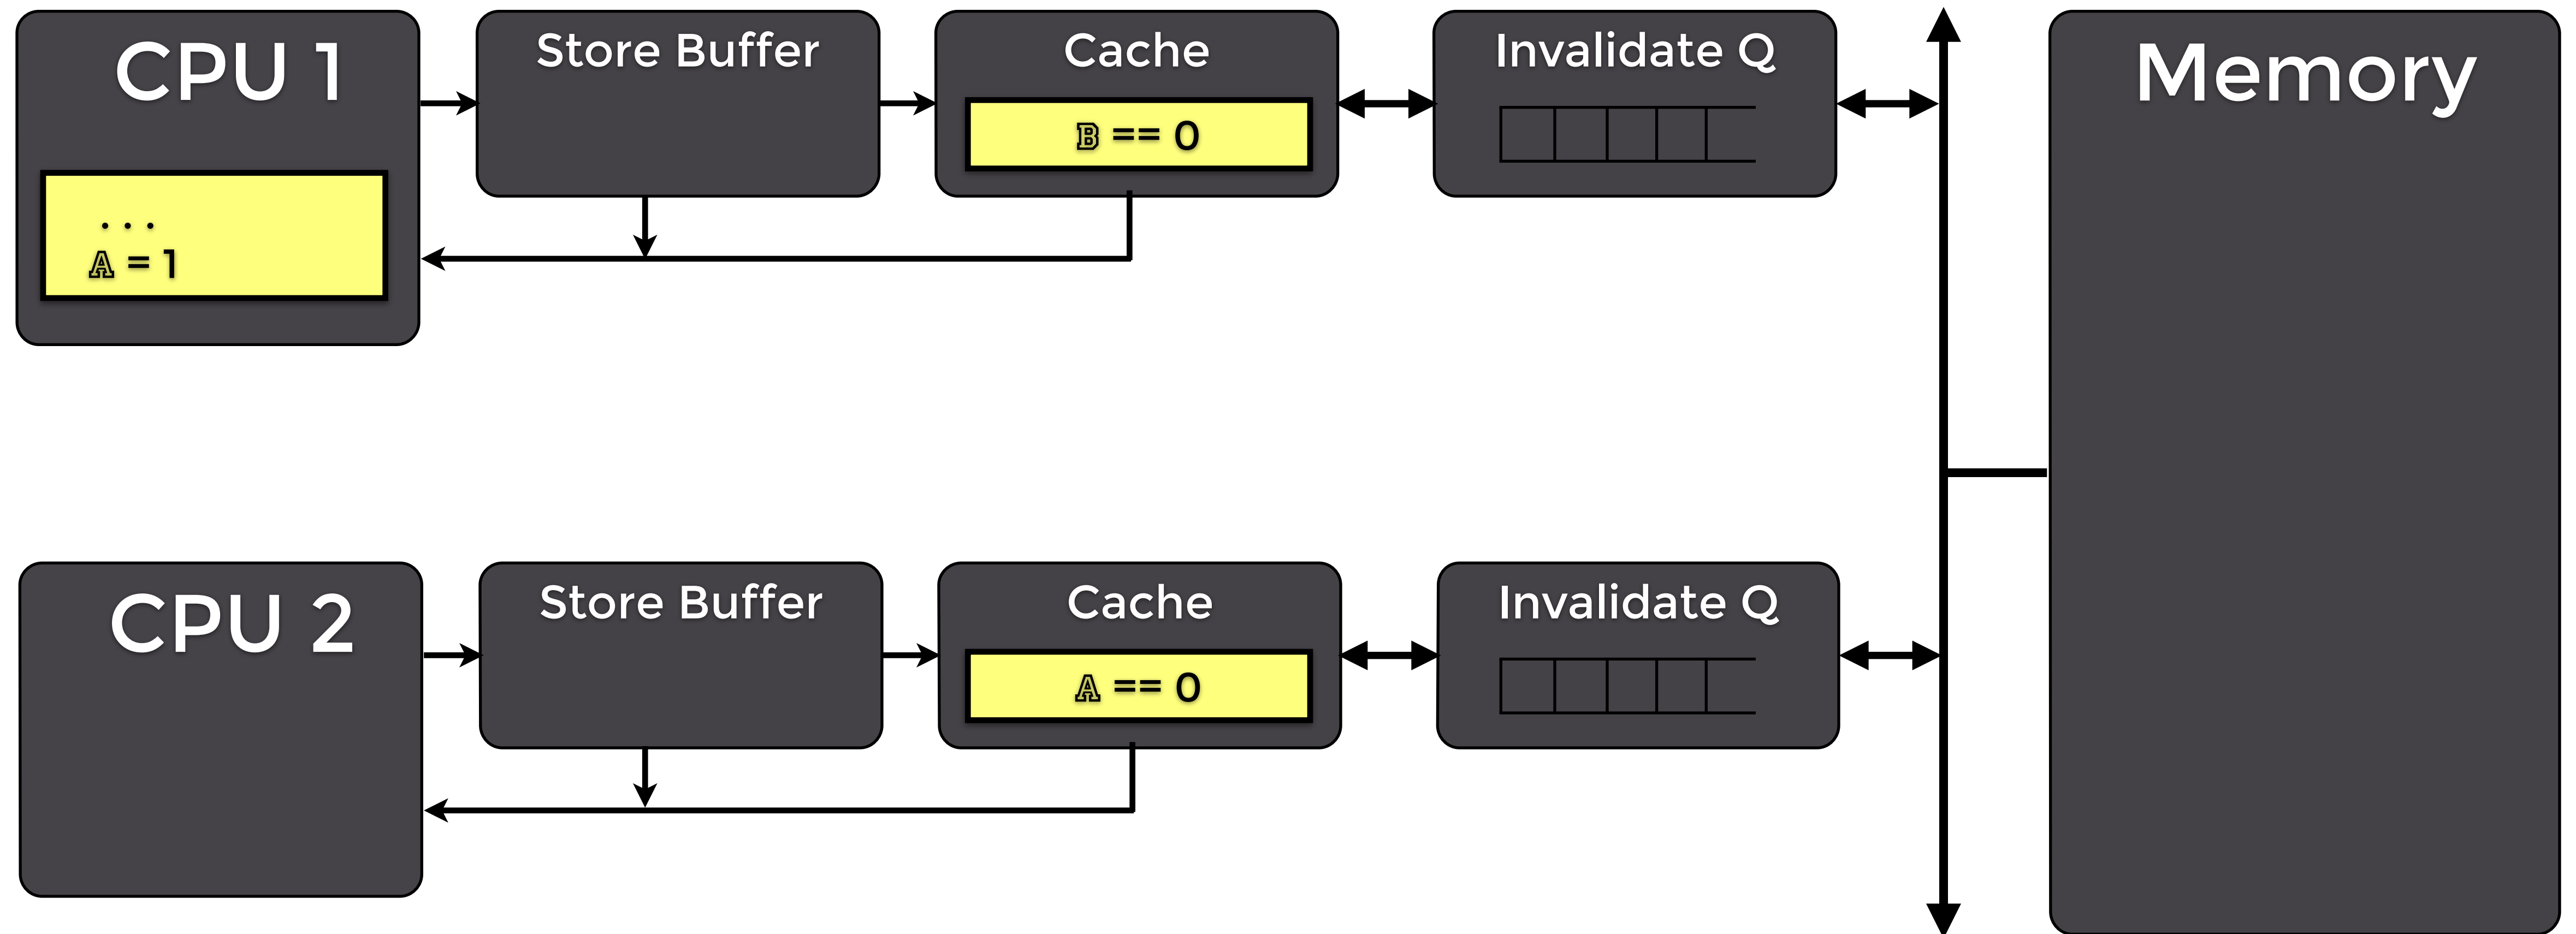 CPU 1
Store Buffer
Cache
Invalidate Q
Memory
B == 0
...
A = 1
CPU 2
Store Buffer
Cache
Invalidate Q
A == 0